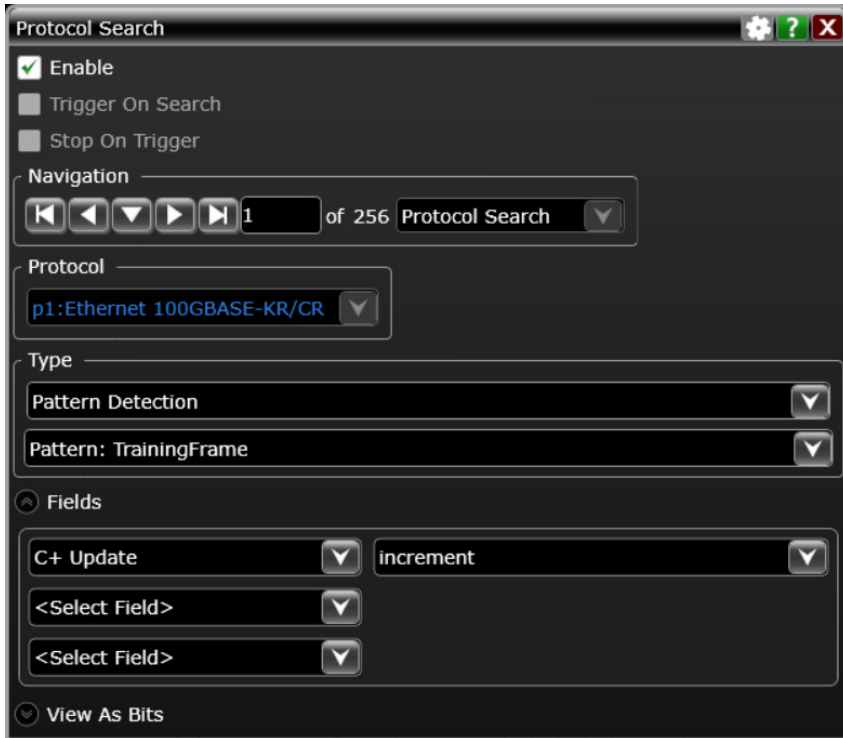 Protocol Search ? X
Enable
Trigger On Search
Stop On Trigger
Navigation
1 of 256 Protocol Search
Protocol
p1:Ethernet 100GBASE-KR/CR
Type
Pattern Detection
Pattern: TrainingFrame
Fields
C+ Update increment
<Select Field>
<Select Field>
View As Bits